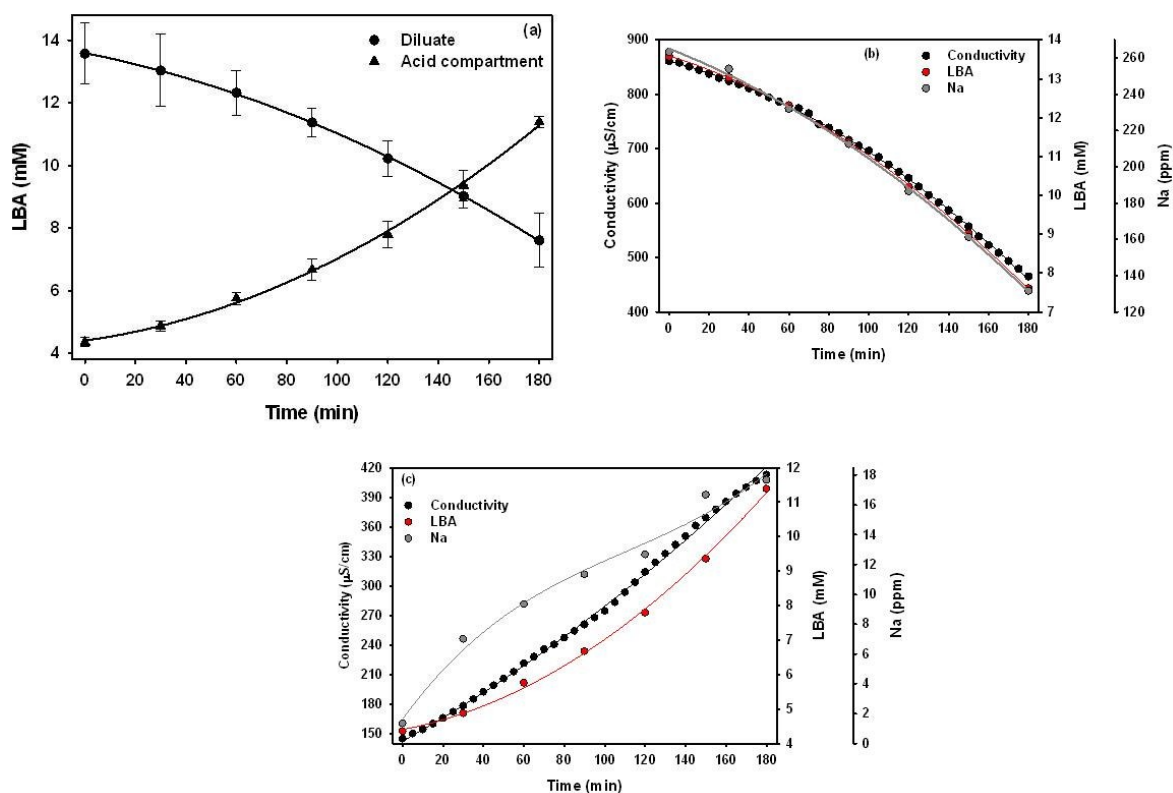 (a)
Diluate
Acid compartment
LBA (mM)
14
12
10
8
6
4
0 20 40 60 80 100 120 140 160 180
Time (min)
(b)
Conductivity
LBA
Na
Conductivity (µS/cm)
900
800
700
600
500
400
14
13
12
11
10
9
8
7
LBA (mM)
260
240
220
200
180
160
140
120
Na (ppm)
0 20 40 60 80 100 120 140 160 180
Time (min)
(c)
Conductivity
LBA
Na
Conductivity (µS/cm)
420
390
360
330
300
270
240
210
180
150
12
11
10
9
8
7
6
5
4
LBA (mM)
18
16
14
12
10
8
6
4
2
0
Na (ppm)
0 20 40 60 80 100 120 140 160 180
Time (min)